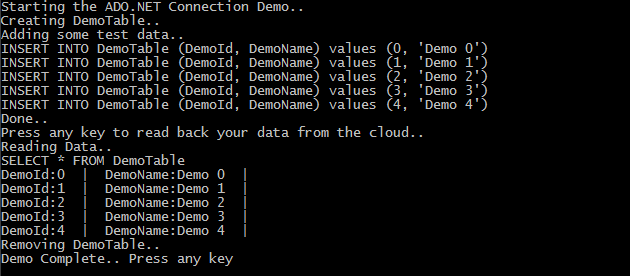 Starting the ADO.NET Connection Demo..
Creating DemoTable..
Adding some test data..
INSERT INTO DemoTable (DemoId, DemoName) values (0, 'Demo 0')
INSERT INTO DemoTable (DemoId, DemoName) values (1, 'Demo 1')
INSERT INTO DemoTable (DemoId, DemoName) values (2, 'Demo 2')
INSERT INTO DemoTable (DemoId, DemoName) values (3, 'Demo 3')
INSERT INTO DemoTable (DemoId, DemoName) values (4, 'Demo 4')
Done..
Press any key to read back your data from the cloud..
Reading Data..
SELECT * FROM DemoTable
DemoId:0  |  DemoName:Demo 0  |
DemoId:1  |  DemoName:Demo 1  |
DemoId:2  |  DemoName:Demo 2  |
DemoId:3  |  DemoName:Demo 3  |
DemoId:4  |  DemoName:Demo 4  |
Removing DemoTable..
Demo Complete.. Press any key